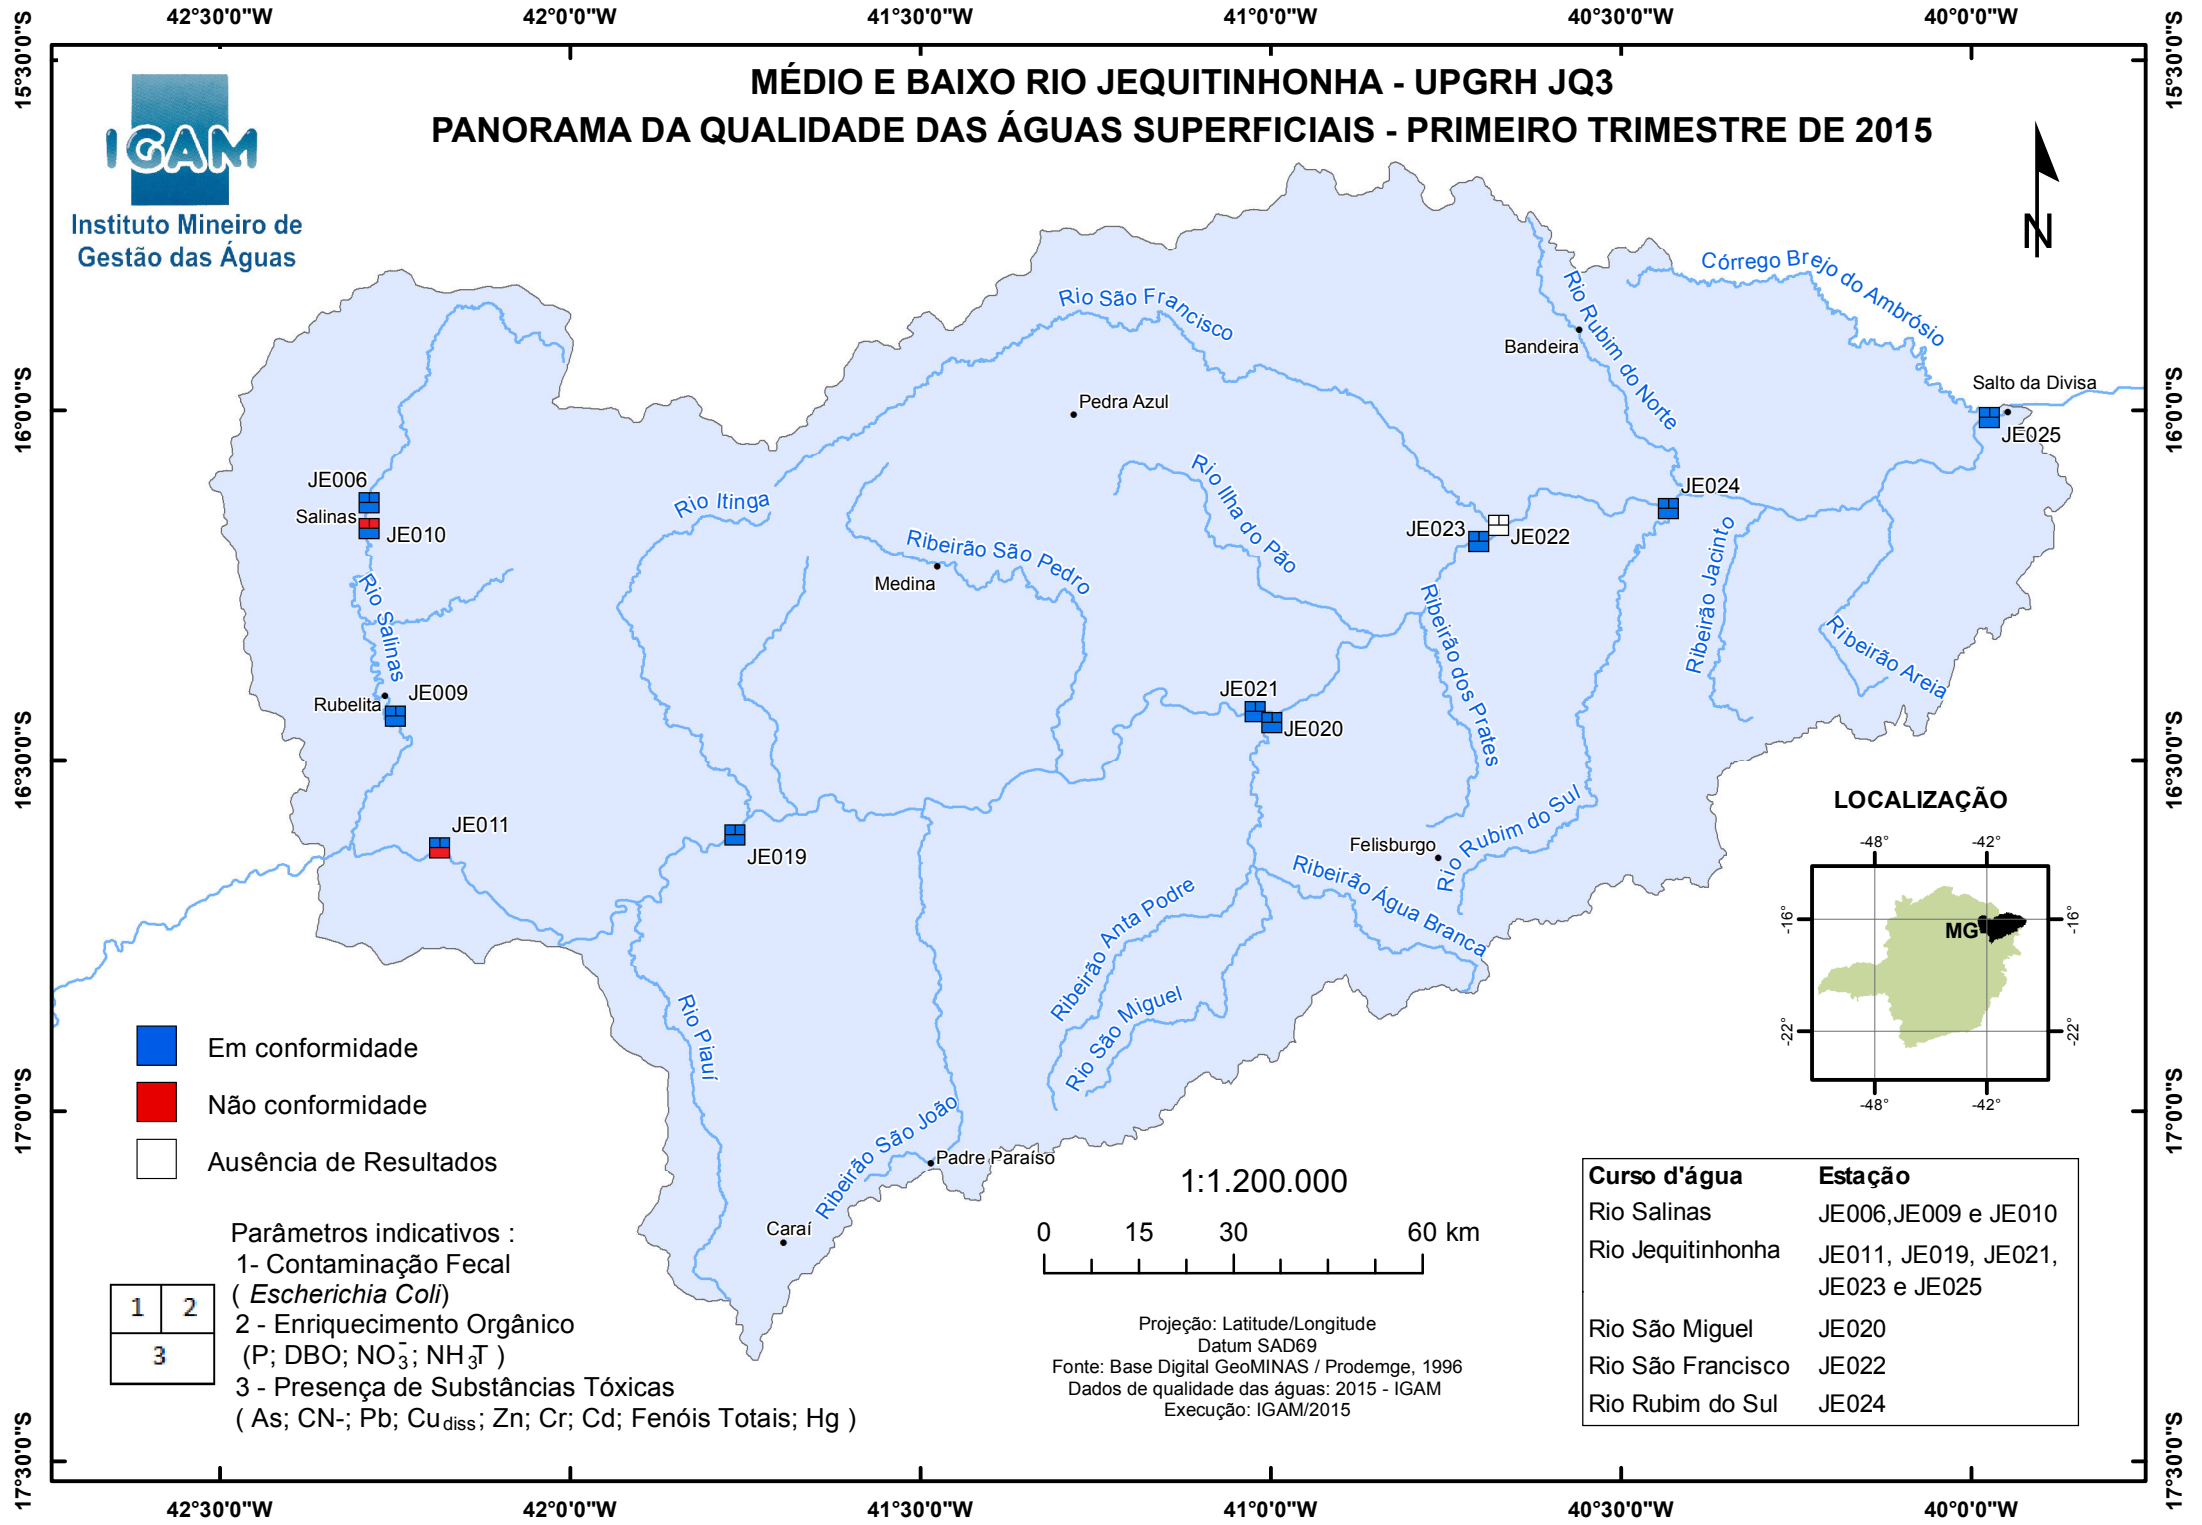 42°30'0"W 42°0'0"W 41°30'0"W 41°0'0"W 40°30'0"W 40°0'0"W
15°30'0"S 15°30'0"S
MÉDIO E BAIXO RIO JEQUITINHONHA - UPGRH JQ3
PANORAMA DA QUALIDADE DAS ÁGUAS SUPERFICIAIS - PRIMEIRO TRIMESTRE DE 2015
IGAM
Instituto Mineiro de
Gestão das Águas
N
Córrego Brejo do Ambrósio
Rio São Francisco
Rio Rubim do Norte
Bandeira
Salto da Divisa
16°0'0"S 16°0'0"S
Pedra Azul
JE025
JE006
Salinas
JE010
Rio Itinga
Rio Ilha do Pão
JE024
JE023
JE022
Ribeirão São Pedro
Medina
Ribeirão Jacinto
Rio Salinas
Ribeirão dos Prates
Ribeirão Areia
Rubelita
JE009
JE021
JE020
16°30'0"S 16°30'0"S
JE011
JE019
Felisburgo
Rio Rubim do Sul
Ribeirão Água Branca
Ribeirão Anta Podre
Rio São Miguel
Rio Piauí
Ribeirão São João
Padre Paraíso
Caraí
LOCALIZAÇÃO
-48° -42°
-16° -16°
MG
-22° -22°
-48° -42°
17°0'0"S 17°0'0"S
Em conformidade
Não conformidade
Ausência de Resultados
Parâmetros indicativos :
1- Contaminação Fecal
( Escherichia Coli)
2 - Enriquecimento Orgânico
(P; DBO; NO3-; NH3T )
3 - Presença de Substâncias Tóxicas
( As; CN-; Pb; Cudiss; Zn; Cr; Cd; Fenóis Totais; Hg )
1 2
3
1:1.200.000
0 15 30 60 km
Projeção: Latitude/Longitude
Datum SAD69
Fonte: Base Digital GeoMINAS / Prodemge, 1996
Dados de qualidade das águas: 2015 - IGAM
Execução: IGAM/2015
Curso d'água Estação
Rio Salinas JE006,JE009 e JE010
Rio Jequitinhonha JE011, JE019, JE021,
JE023 e JE025
Rio São Miguel JE020
Rio São Francisco JE022
Rio Rubim do Sul JE024
17°30'0"S 17°30'0"S
42°30'0"W 42°0'0"W 41°30'0"W 41°0'0"W 40°30'0"W 40°0'0"W